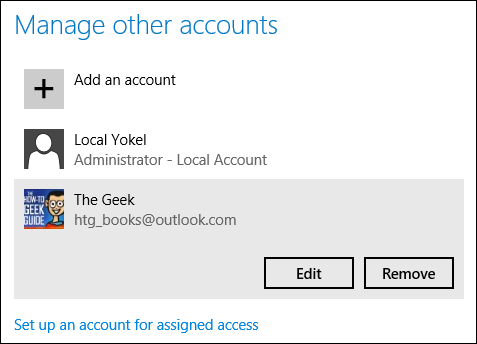 Manage other accounts
Add an account
Local Yokel
Administrator - Local Account
THE
HOW-TO
GEEK
GUIDE
The Geek
htg_books@outlook.com
Edit
Remove
Set up an account for assigned access